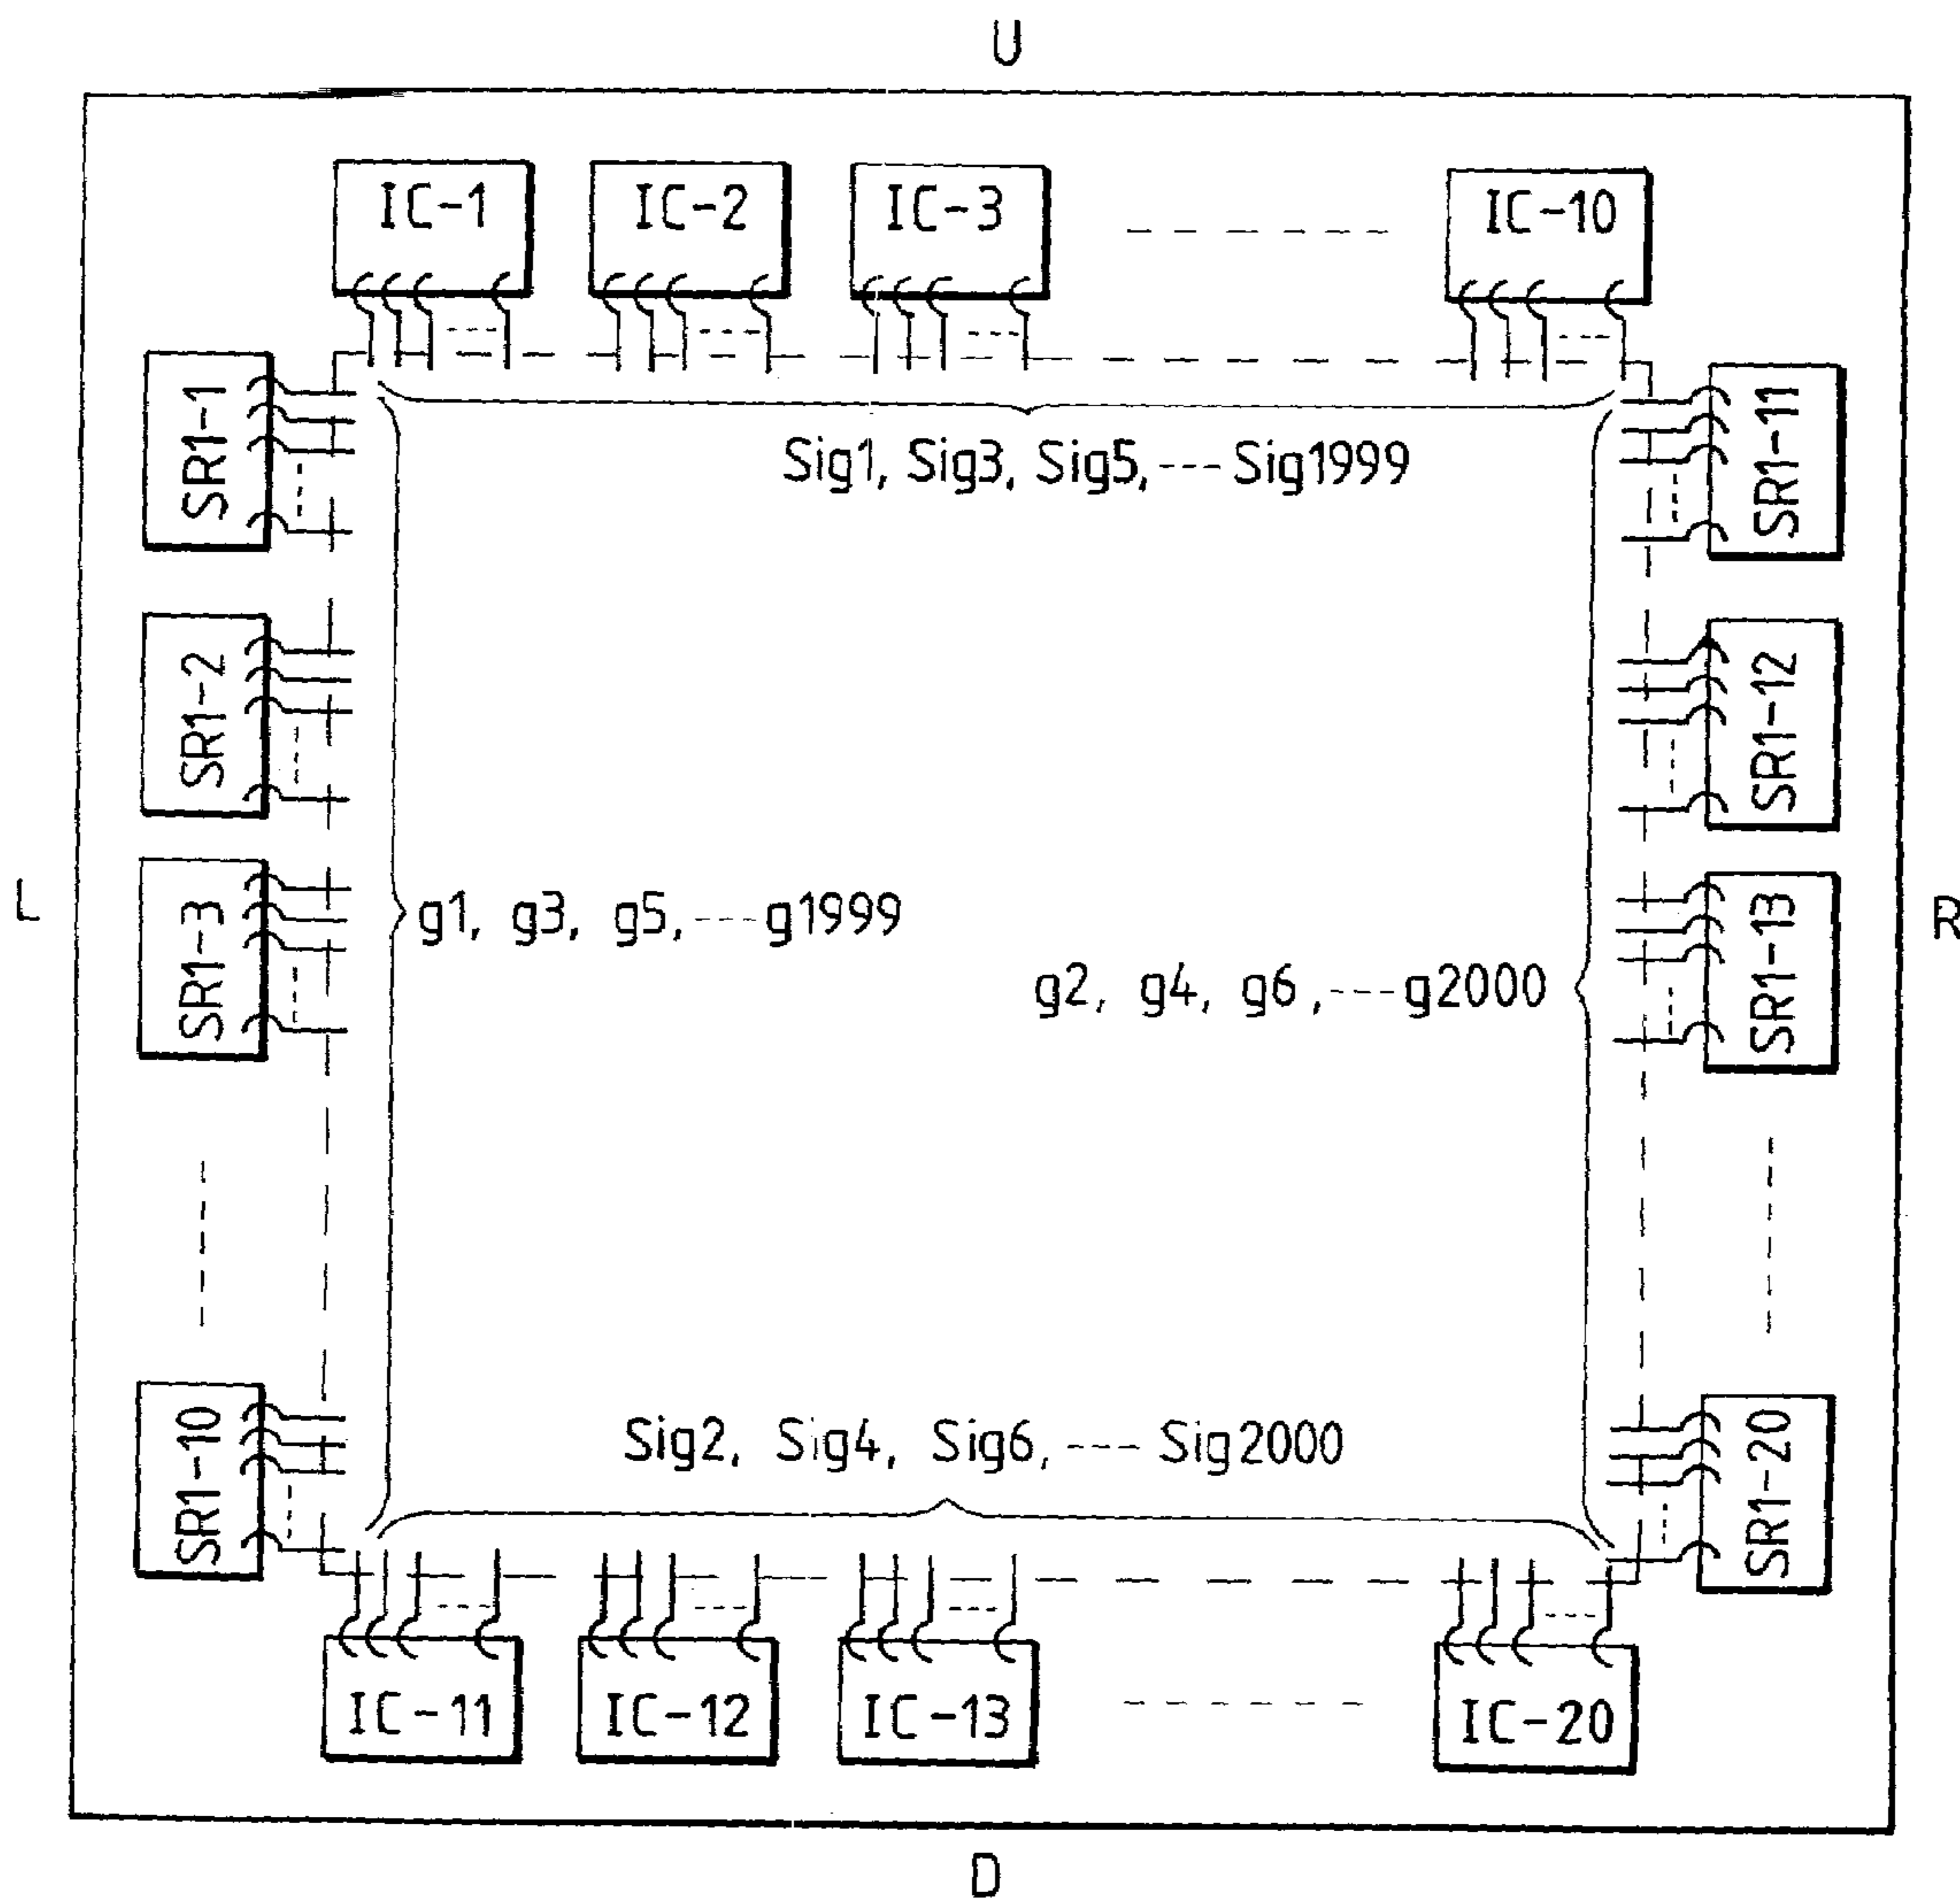 U
IC-1 IC-2 IC-3 IC-10
SR1-1
SR1-11
Sig1, Sig3, Sig5, --- Sig1999
SR1-2
SR1-12
L
SR1-3
g1, g3, g5, --- g1999
SR1-13
R
g2, g4, g6, --- g2000
SR1-10
Sig2, Sig4, Sig6, --- Sig2000
SR1-20
IC-11 IC-12 IC-13 IC-20
D